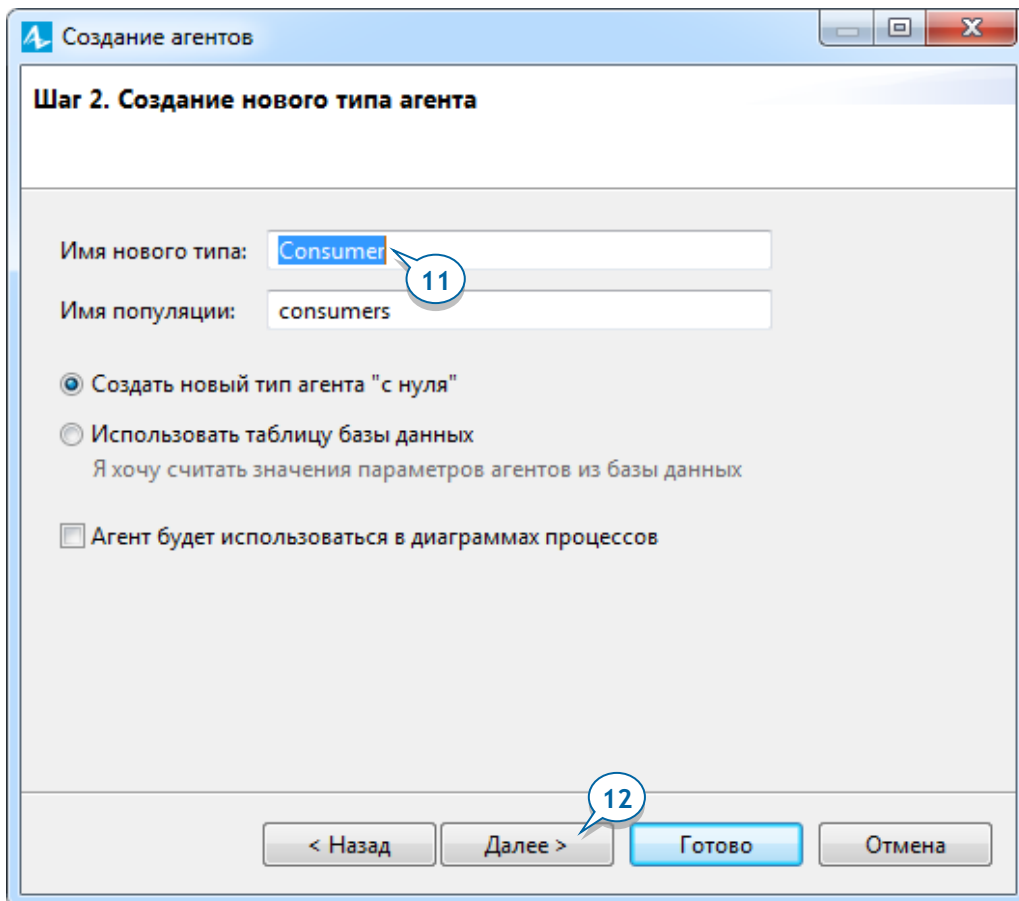 Создание агентов
Шаг 2. Создание нового типа агента
Имя нового типа: Consumer
11
Имя популяции: consumers
Создать новый тип агента "с нуля"
Использовать таблицу базы данных
Я хочу считать значения параметров агентов из базы данных
Агент будет использоваться в диаграммах процессов
12
< Назад Далее > Готово Отмена